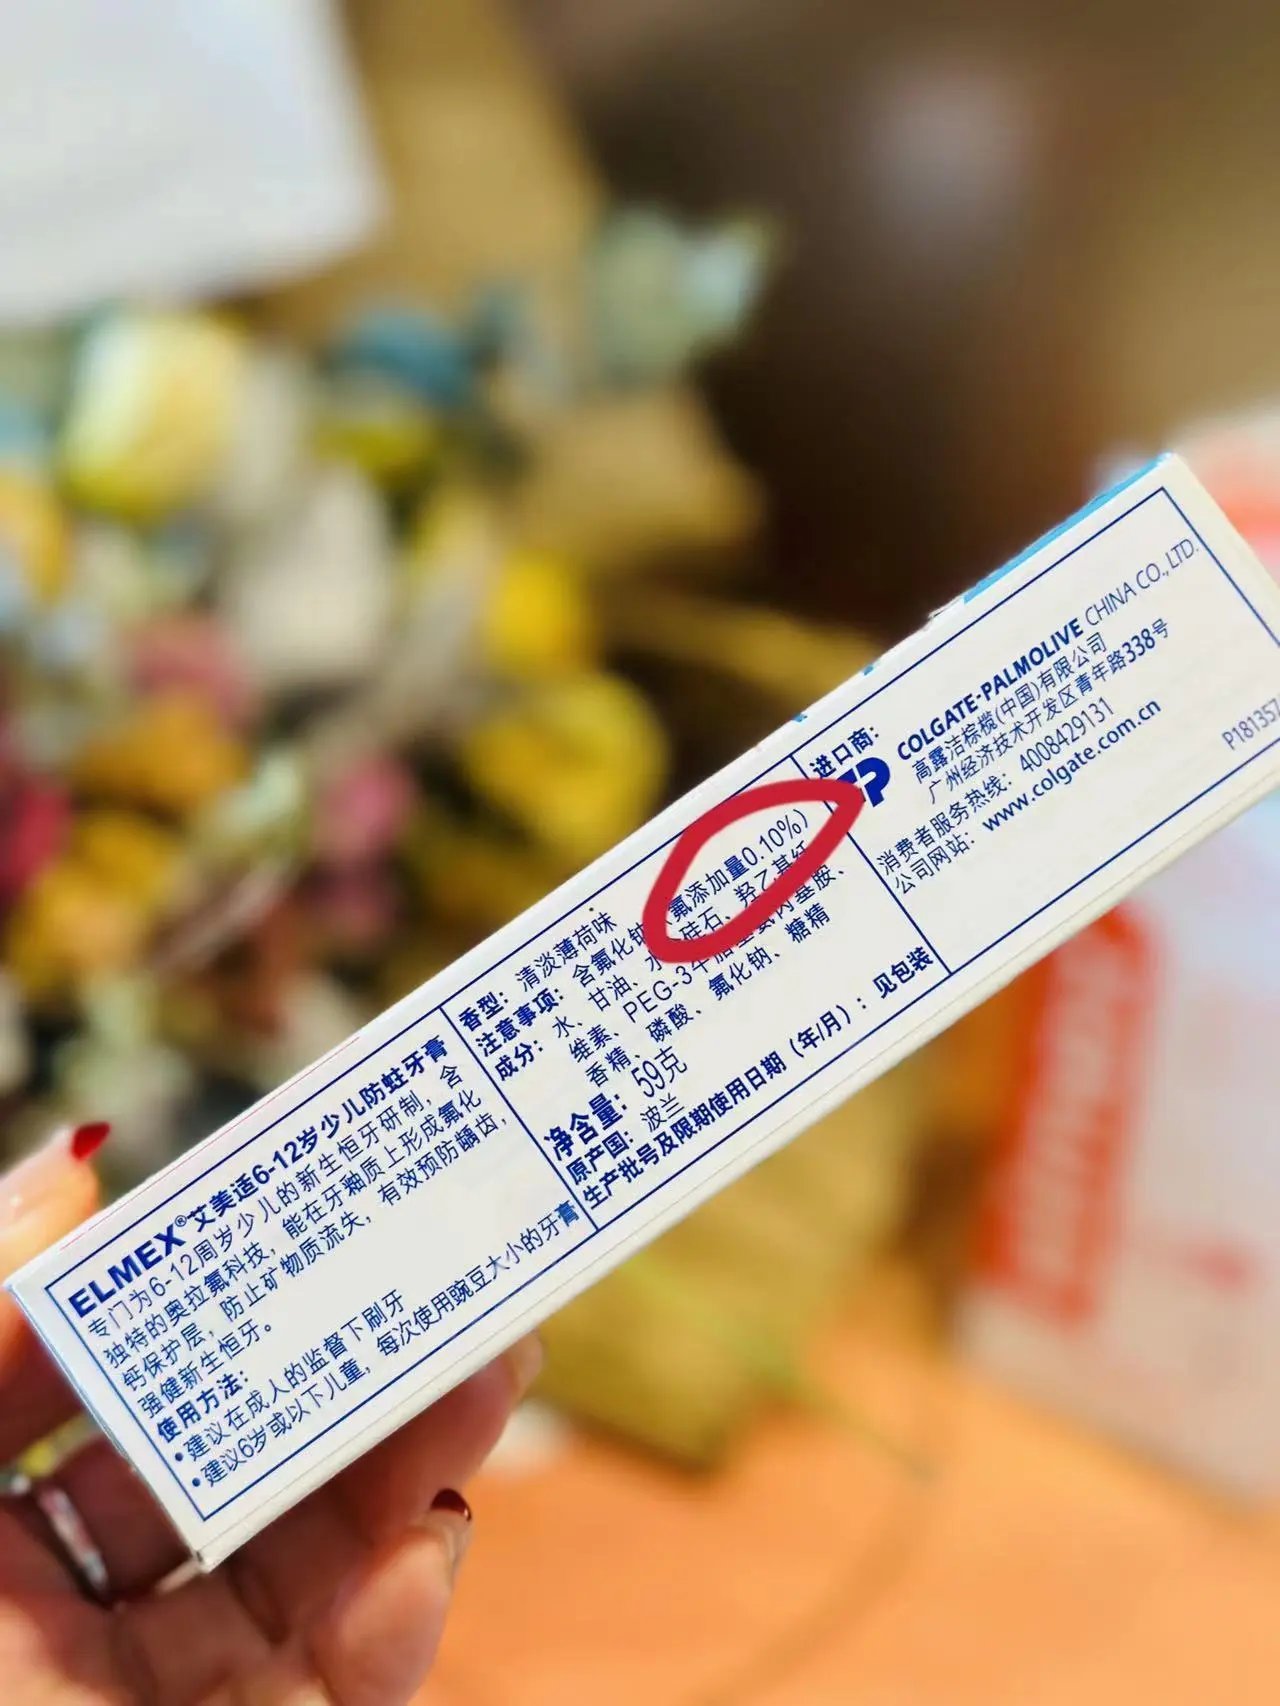 ELMEX®艾美适6-12岁少儿防蛀牙膏
专门为6-12周岁少儿的新生恒牙研制，含
独特的奥拉氟科技，能在牙釉质上形成氟化
钙保护层，防止矿物质流失，有效预防龋齿，
强健新生恒牙。
使用方法：
•建议在成人的监督下刷牙
•建议6岁或以下儿童，每次使用豌豆大小的牙膏
香型：清淡薄荷味
注意事项：含氟化钠 氟添加量0.10%）
成分：水、甘油、水 硅石、羟乙基纤
维素、PEG-3牛脂基氨丙基胺、
香精、磷酸、氟化钠、糖精
净含量：59克
原产国：波兰
生产批号及限期使用日期（年/月）：见包装
进口商：
CP
COLGATE-PALMOLIVE CHINA CO.,LTD.
高露洁棕榄(中国)有限公司
广州经济技术开发区青年路338号
消费者服务热线：4008429131
公司网站：www.colgate.com.cn
P181357